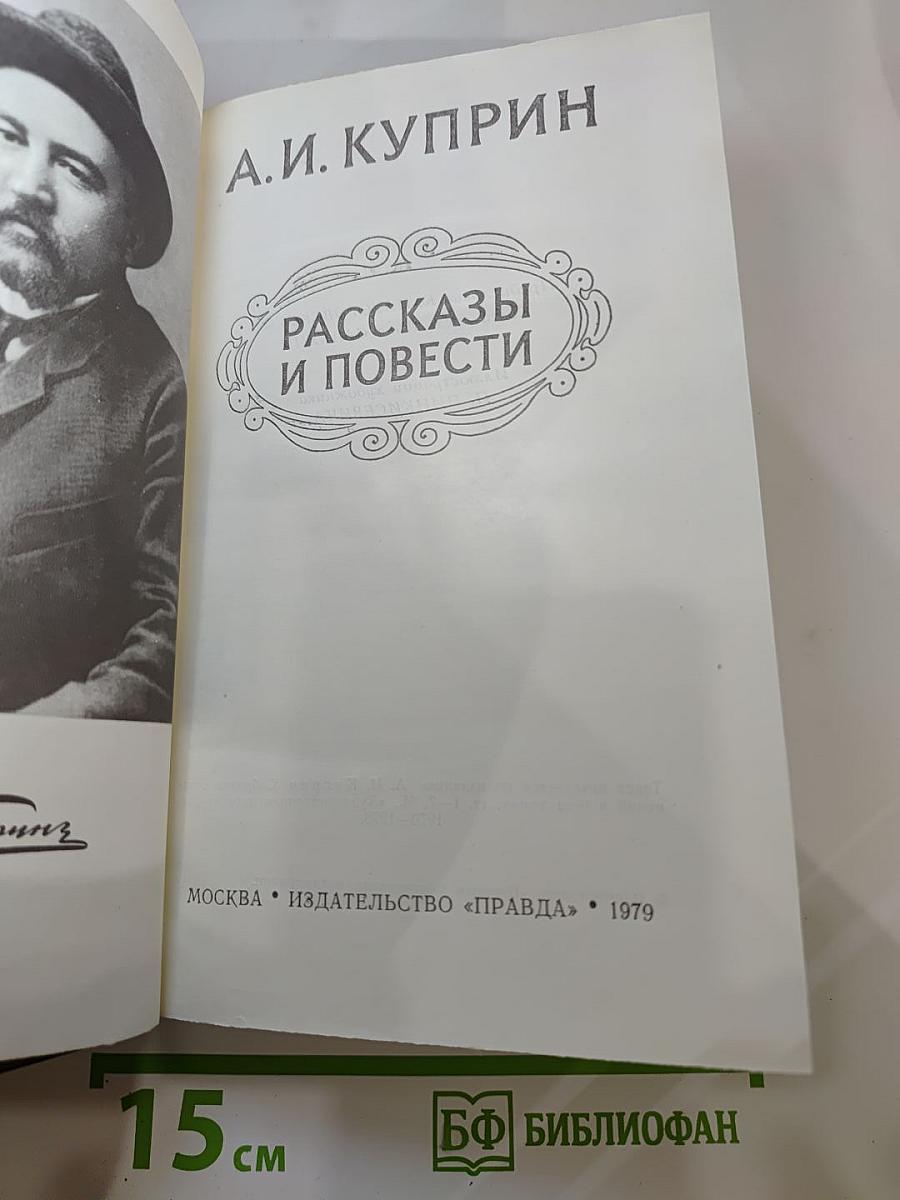 А.И. КУПРИН
РАССКАЗЫ
И ПОВЕСТИ
МОСКВА • ИЗДАТЕЛЬСТВО «ПРАВДА» • 1979
15 см
БФ БИБЛИОФАН